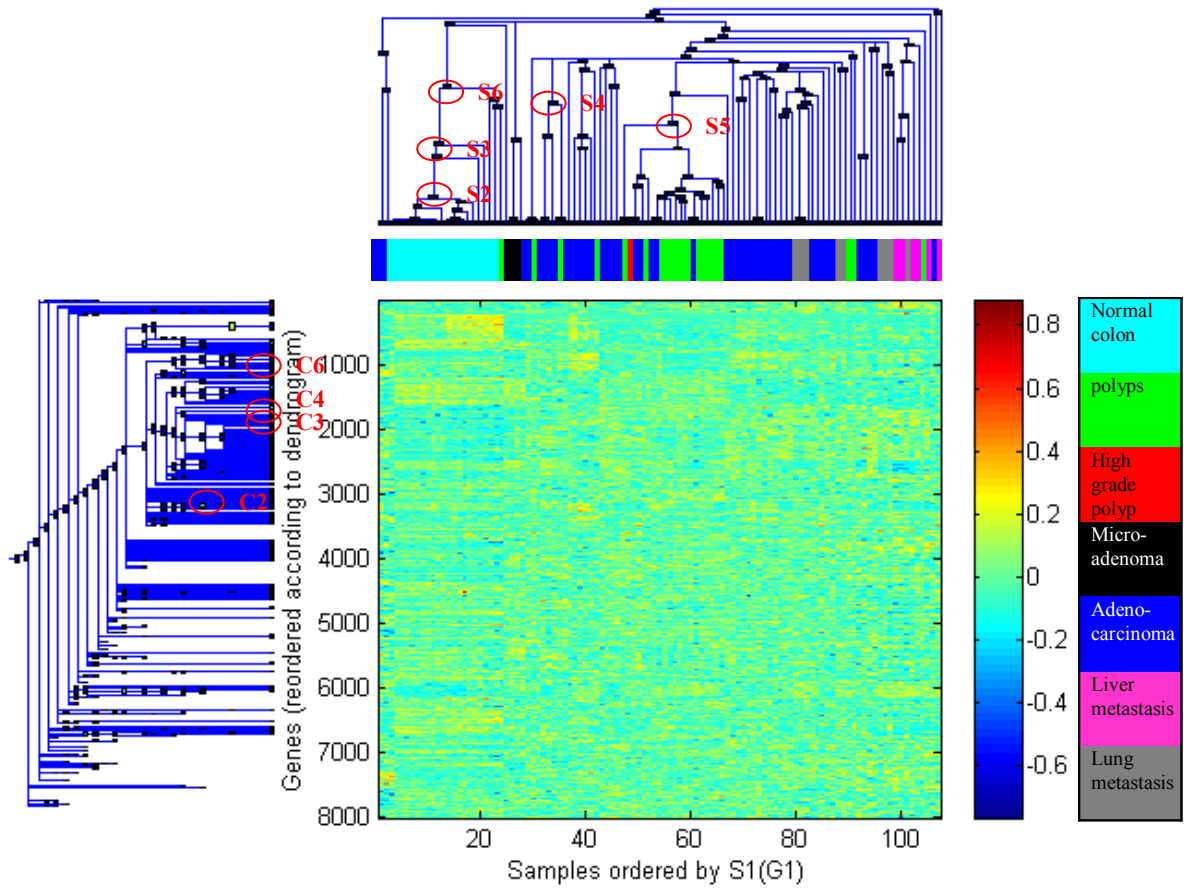 S6
S4
S5
S3
S2
C6
C4
C3
C2
Genes (reordered according to dendrogram)
1000
2000
3000
4000
5000
6000
7000
8000
20
40
60
80
100
Samples ordered by S1(G1)
0.8
0.6
0.4
0.2
0
-0.2
-0.4
-0.6
Normal
colon
polyps
High
grade
polyp
Micro-
adenoma
Adeno-
carcinoma
Liver
metastasis
Lung
metastasis